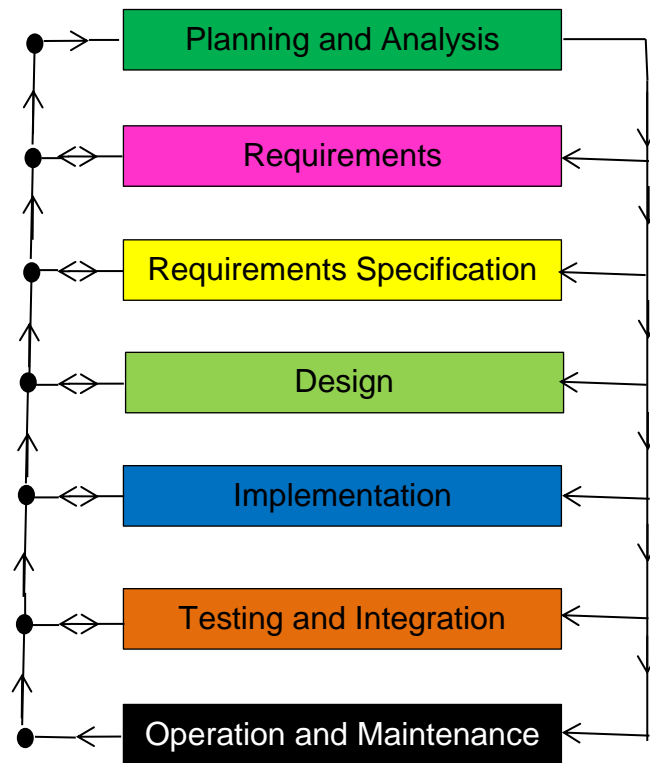 Planning and Analysis
Requirements
Requirements Specification
Design
Implementation
Testing and Integration
Operation and Maintenance